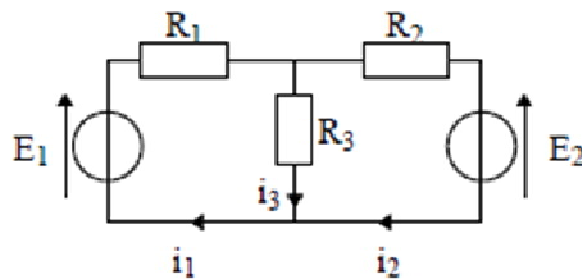 R₁ R₂
E₁ R₃ E₂
i₃
i₁ i₂